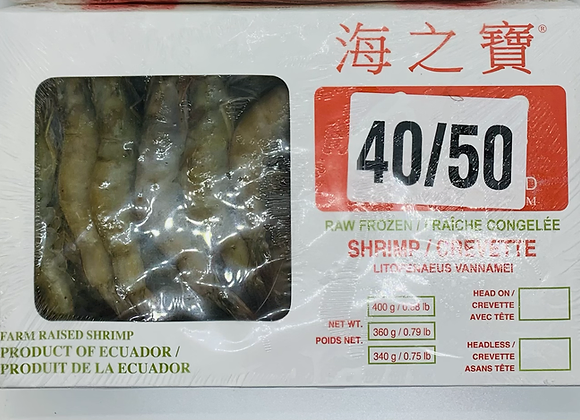 海之寶®
40/50
RAW FROZEN / FRAÎCHE CONGELÉE
SHRIMP / CREVETTE
LITOPENAEUS VANNAMEI
NET WT.
POIDS NET.
400 g / 0.88 lb
360 g / 0.79 lb
340 g / 0.75 lb
HEAD ON /
CREVETTE
AVEC TÊTE
HEADLESS /
CREVETTE
ASANS TÊTE
FARM RAISED SHRIMP
PRODUCT OF ECUADOR /
PRODUIT DE LA ECUADOR